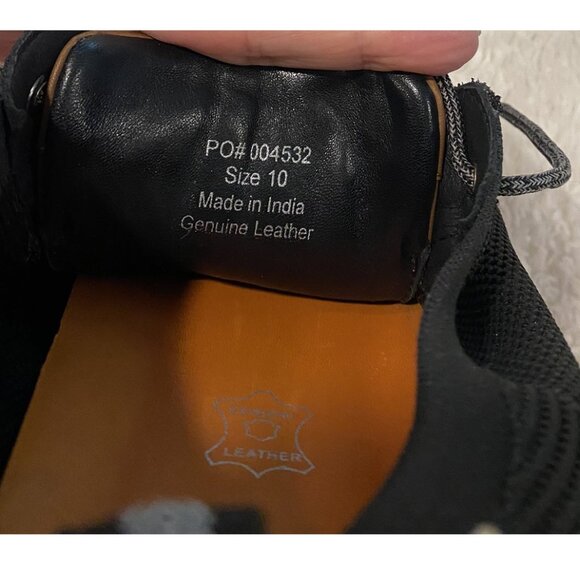 PO# 004532
Size 10
Made in India
Genuine Leather
LEATHER